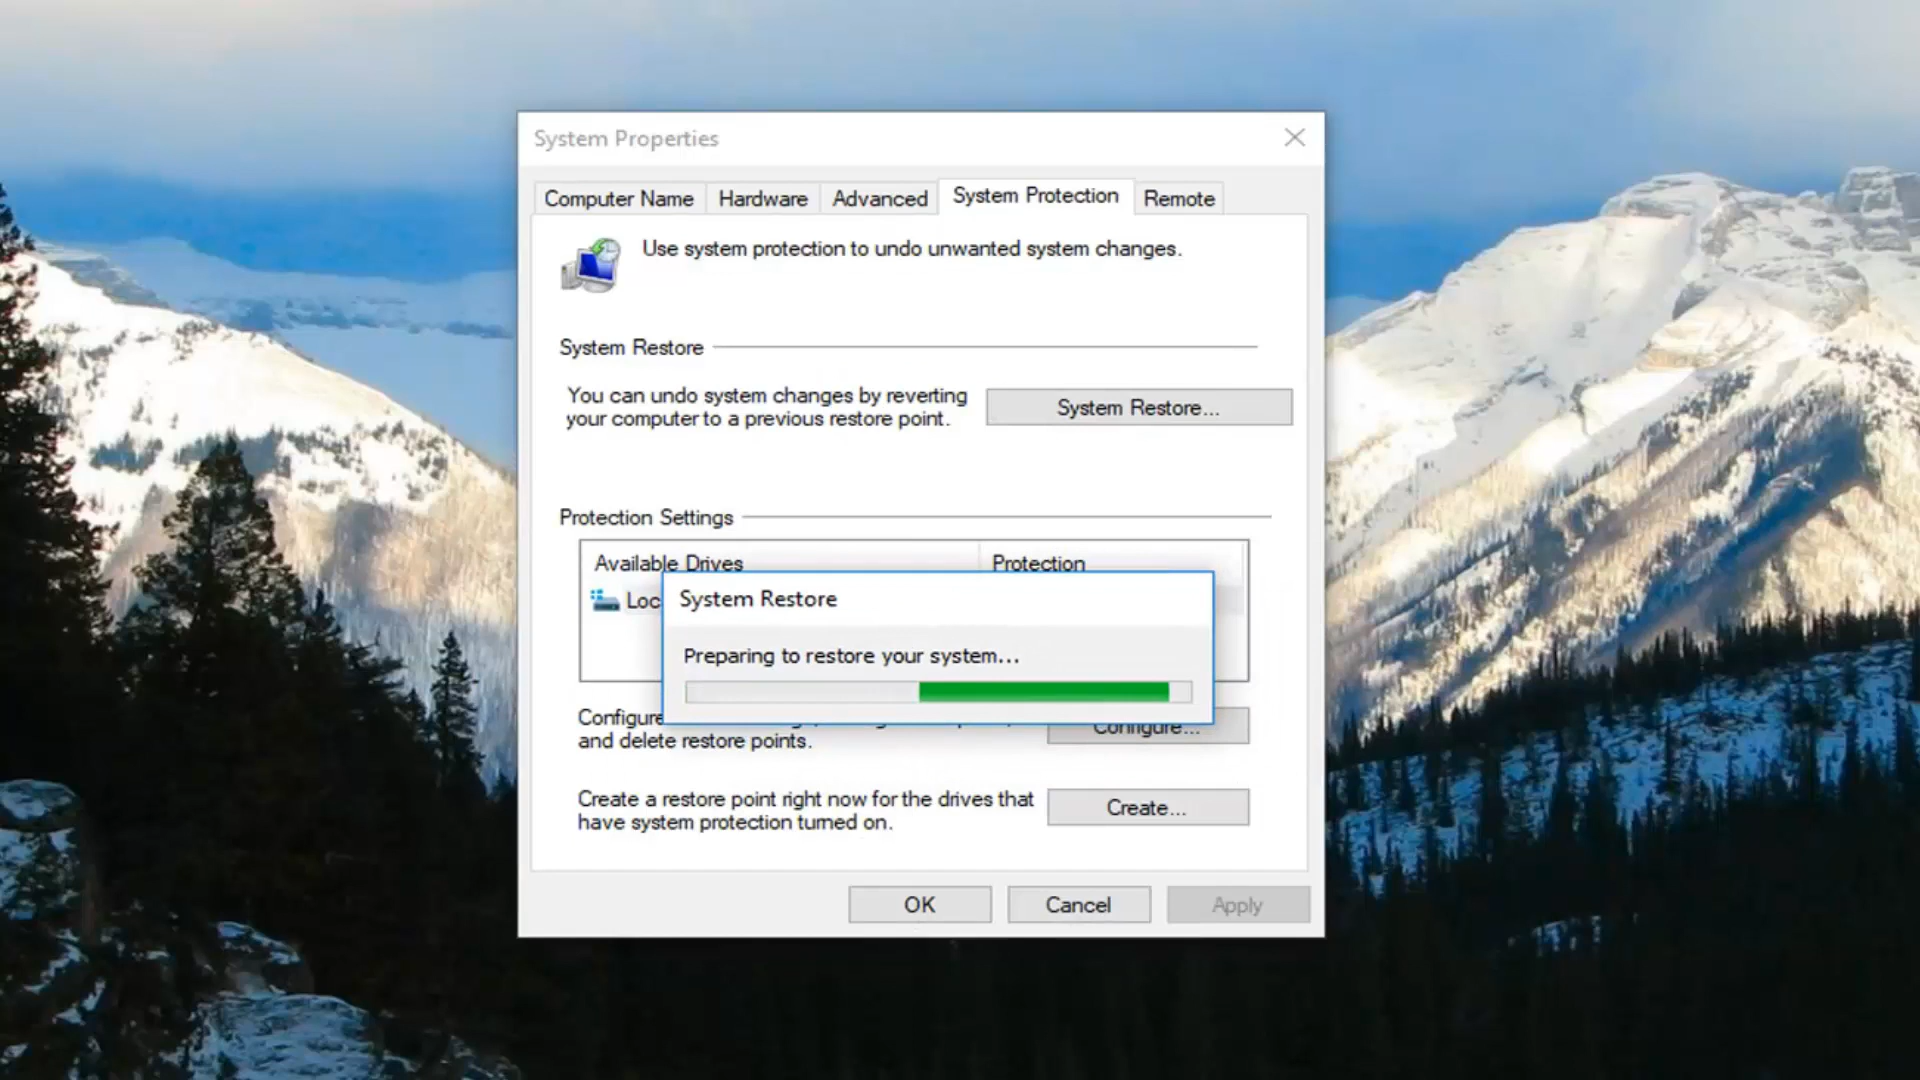 System Properties
Computer Name Hardware Advanced System Protection Remote
Use system protection to undo unwanted system changes.
System Restore
You can undo system changes by reverting
your computer to a previous restore point.
System Restore...
Protection Settings
Available Drives Protection
Loc
System Restore
Preparing to restore your system...
Configure
and delete restore points.
Configure...
Create a restore point right now for the drives that
have system protection turned on.
Create...
OK Cancel Apply